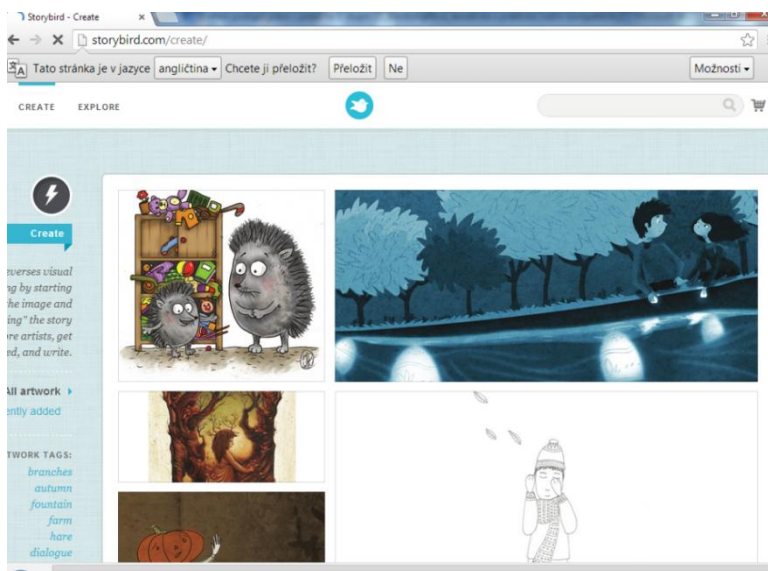 Storybird - Create
storybird.com/create/
Tato stránka je v jazyce angličtina Chcete ji přeložit? Přeložit Ne Možnosti
CREATE EXPLORE
Create
everses visual
ng by starting
he image and
ing" the story
ore artists, get
ed, and write.
All artwork
ently added
TWORK TAGS:
branches
autumn
fountain
farm
hare
dialogue